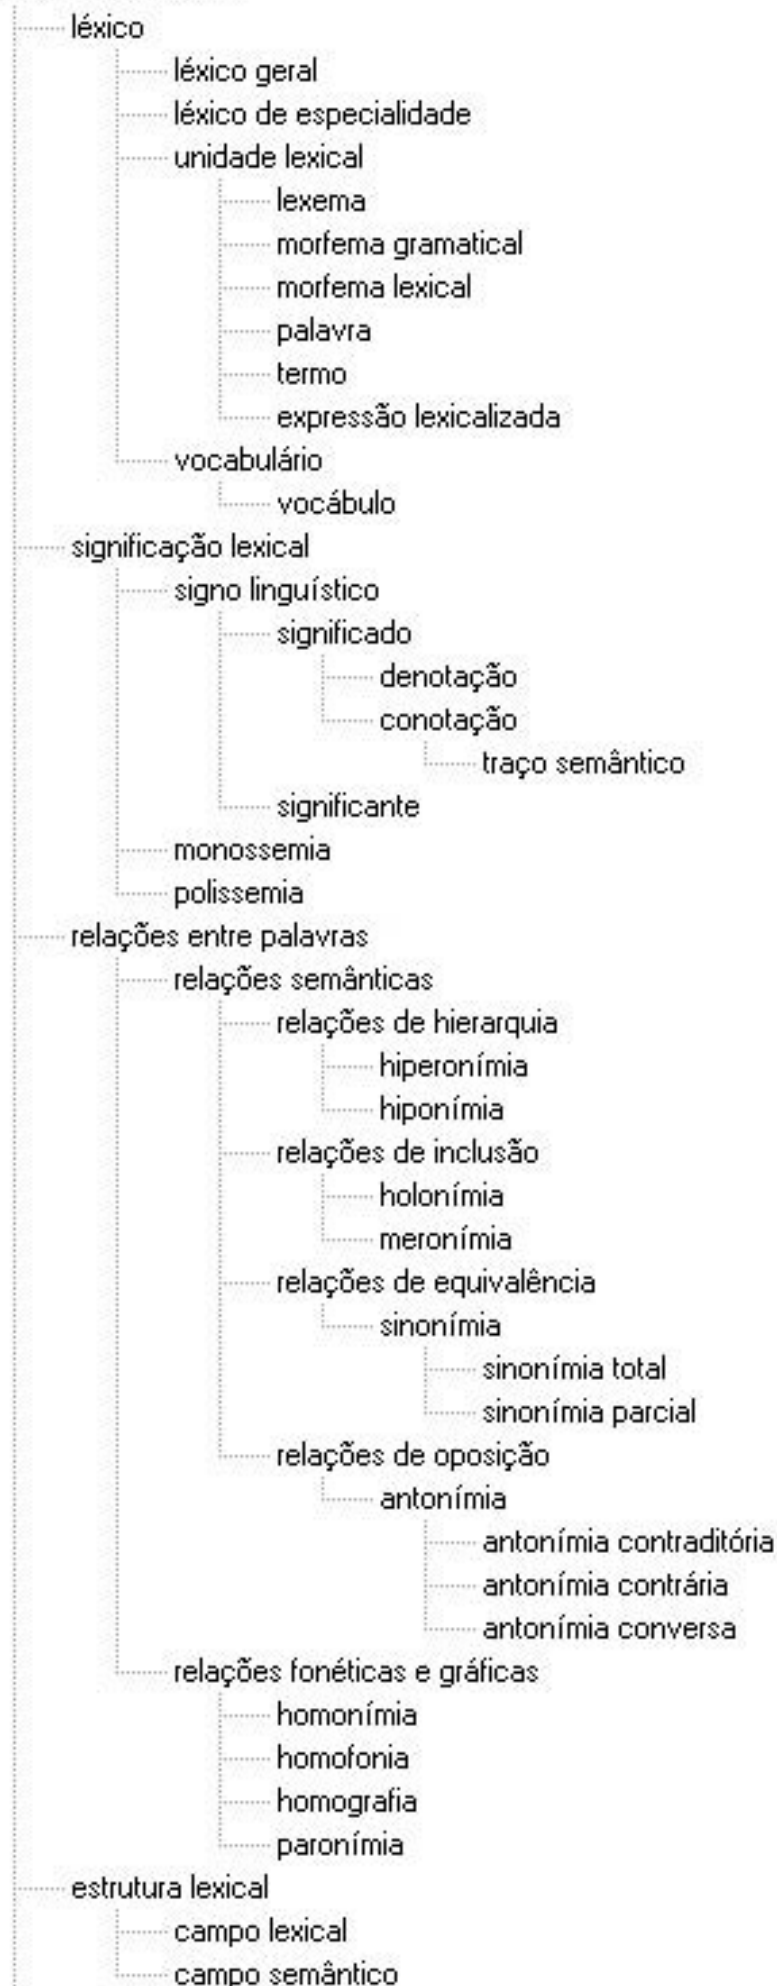 léxico
léxico geral
léxico de especialidade
unidade lexical
lexema
morfema gramatical
morfema lexical
palavra
termo
expressão lexicalizada
vocabulário
vocábulo
significação lexical
signo linguístico
significado
denotação
conotação
traço semântico
significante
monossemia
polissemia
relações entre palavras
relações semânticas
relações de hierarquia
hiperonímia
hiponímia
relações de inclusão
holonímia
meronímia
relações de equivalência
sinonímia
sinonímia total
sinonímia parcial
relações de oposição
antonímia
antonímia contraditória
antonímia contrária
antonímia conversa
relações fonéticas e gráficas
homonímia
homofonia
homografia
paronímia
estrutura lexical
campo lexical
campo semântico